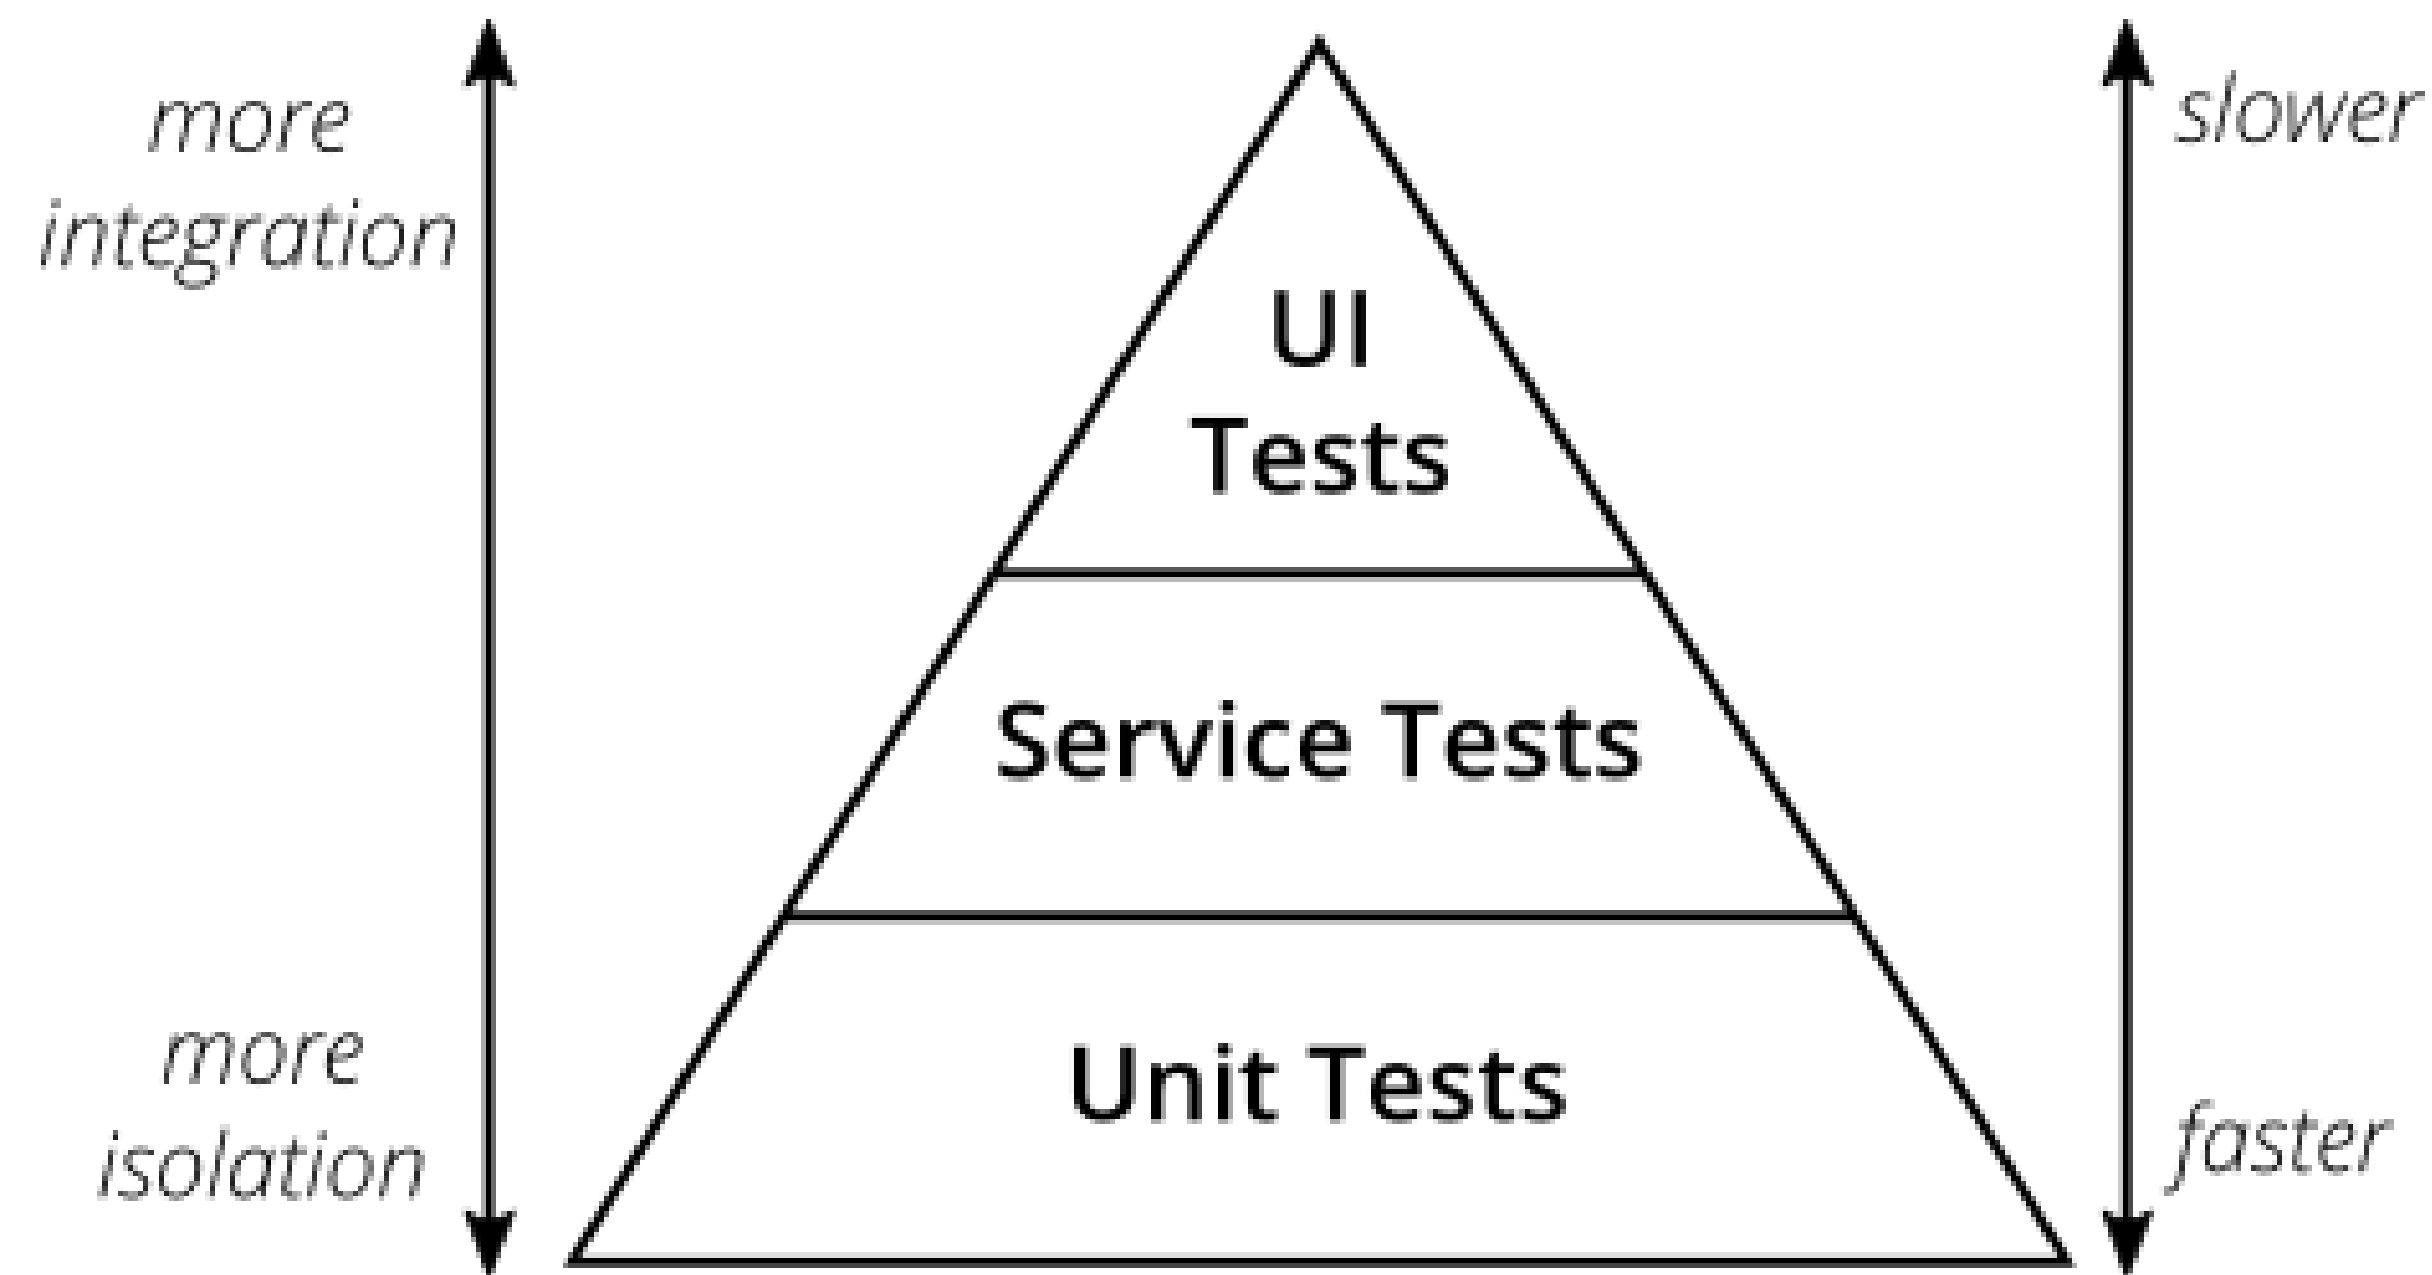 more
integration
slower
UI
Tests
Service Tests
Unit Tests
more
isolation
faster